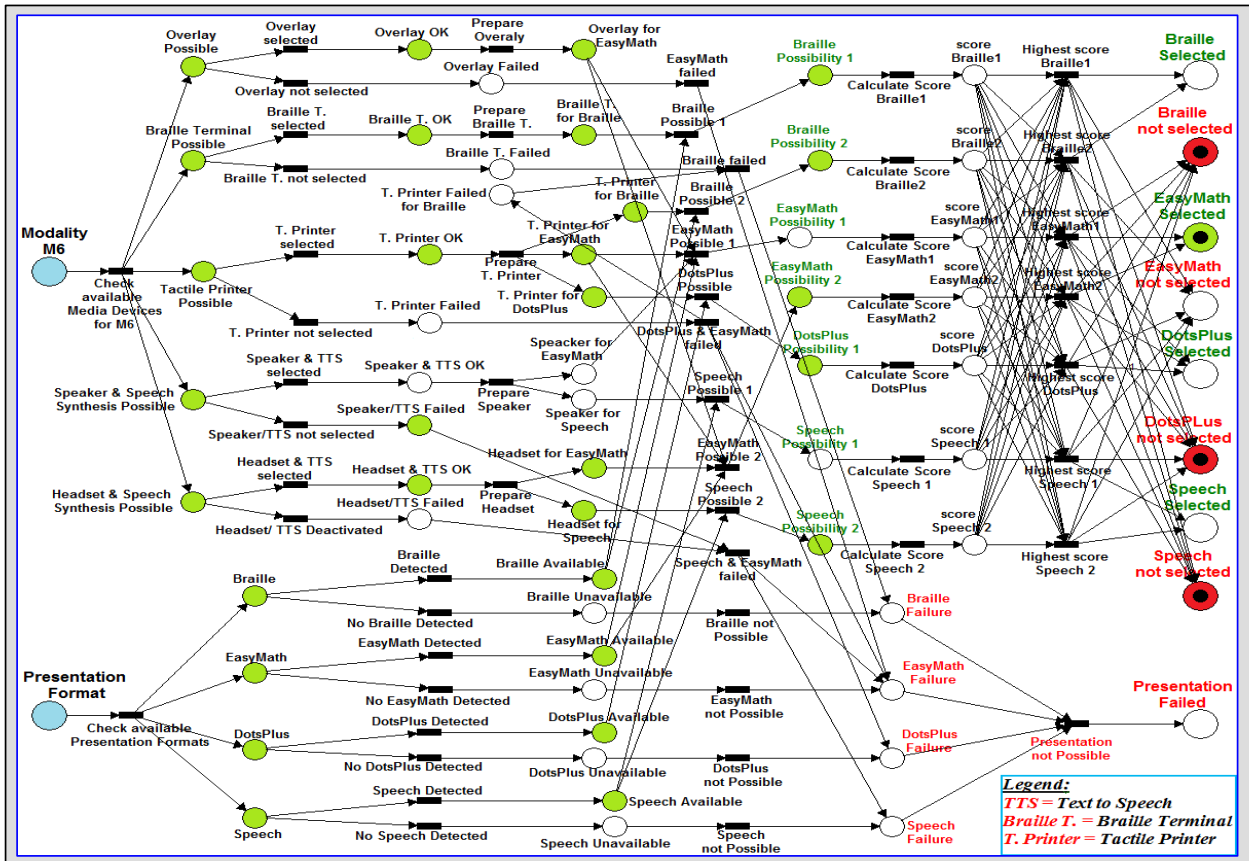 Overlay
Possible
Overlay
selected
Overlay OK
Prepare
Overaly
Overlay for
EasyMath
Overlay not selected
Overlay Failed
EasyMath
failed
Braille Terminal
Possible
Braille T.
selected
Braille T. OK
Prepare
Braille T.
Braille T.
for Braille
Braille
Possible 1
Braille T. not selected
Braille T. Failed
Braille failed
T. Printer Failed
for Braille
T. Printer
for Braille
Braille
Possible 2
Modality
M6
Check
available
Media Devices
for M6
Tactile Printer
Possible
T. Printer
selected
T. Printer OK
Prepare
T. Printer
T. Printer for
EasyMath
EasyMath
Possible 1
T. Printer for
DotsPlus
DotsPlus
Possible
T. Printer not selected
T. Printer Failed
DotsPlus & EasyMath
failed
Speaker & Speech
Synthesis Possible
Speaker & TTS
selected
Speaker & TTS OK
Prepare
Speaker
Speacker for
EasyMath
Speaker for
Speech
Speech
Possible 1
Speaker/TTS not selected
Speaker/TTS Failed
Headset & Speech
Synthesis Possible
Headset & TTS
selected
Headset & TTS OK
Prepare
Headset
Headset for EasyMath
EasyMath
Possible 2
Headset for
Speech
Speech
Possible 2
Headset/ TTS Deactivated
Headset/TTS Failed
Speech & EasyMath
failed
Braille
Possibility 1
Calculate Score
Braille1
score
Braille1
Highest score
Braille1
Braille
Possibility 2
Calculate Score
Braille2
score
Braille2
Highest score
Braille2
EasyMath
Possibility 1
Calculate Score
EasyMath1
score
EasyMath1
Highest score
EasyMath1
EasyMath
Possibility 2
Calculate Score
EasyMath2
score
EasyMath2
Highest score
EasyMath2
DotsPlus
Possibility 1
Calculate Score
DotsPlus
score
DotsPlus
Highest score
DotsPlus
Speech
Possibility 1
Calculate Score
Speech 1
score
Speech 1
Highest score
Speech 1
Speech
Possibility 2
Calculate Score
Speech 2
score
Speech 2
Highest score
Speech 2
Braille
Selected
Braille
not selected
EasyMath
Selected
EasyMath
not selected
DotsPlus
Selected
1
DotsPLus
not selected
Speech
Selected
Speech
not selected
Presentation
Format
Check available
Presentation Formats
Braille
Braille
Detected
Braille Available
No Braille Detected
Braille Unavailable
Braille not
Possible
Braille
Failure
EasyMath
EasyMath Detected
EasyMath Available
No EasyMath Detected
EasyMath Unavailable
EasyMath
not Possible
EasyMath
Failure
DotsPlus
DotsPlus Detected
DotsPlus Available
No DotsPlus Detected
DotsPlus Unavailable
DotsPlus
not Possible
DotsPlus
Failure
Speech
Speech Detected
Speech Available
No Speech Detected
Speech Unavailable
Speech
not Possible
Speech
Failure
Presentation
not Possible
Presentation
Failed
Legend:
TTS = Text to Speech
Braille T. = Braille Terminal
T. Printer = Tactile Printer